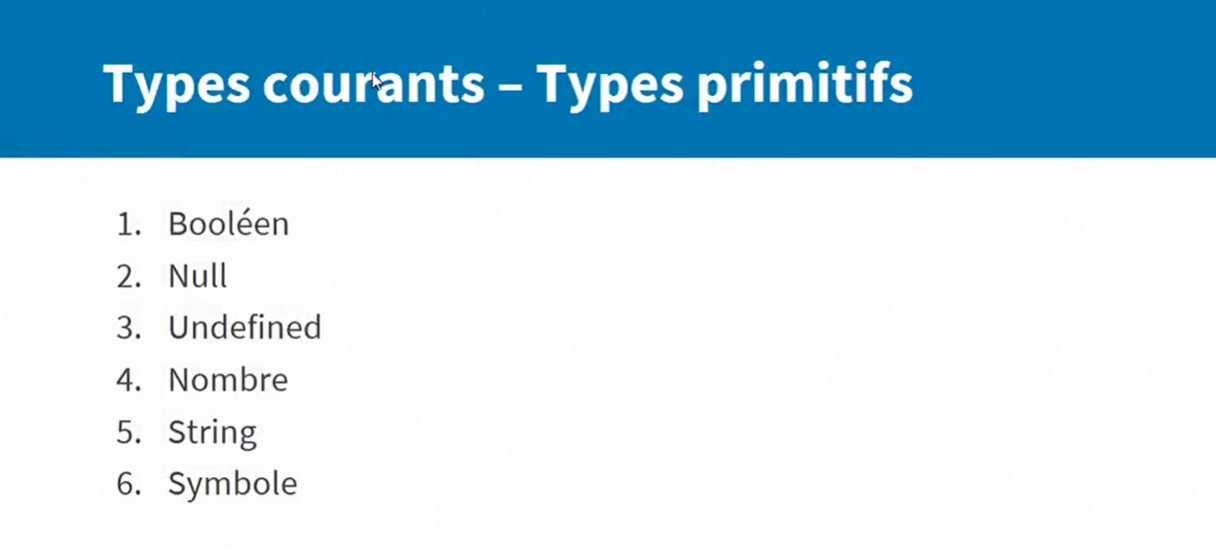 Types courants – Types primitifs
1. Booléen
2. Null
3. Undefined
4. Nombre
5. String
6. Symbole